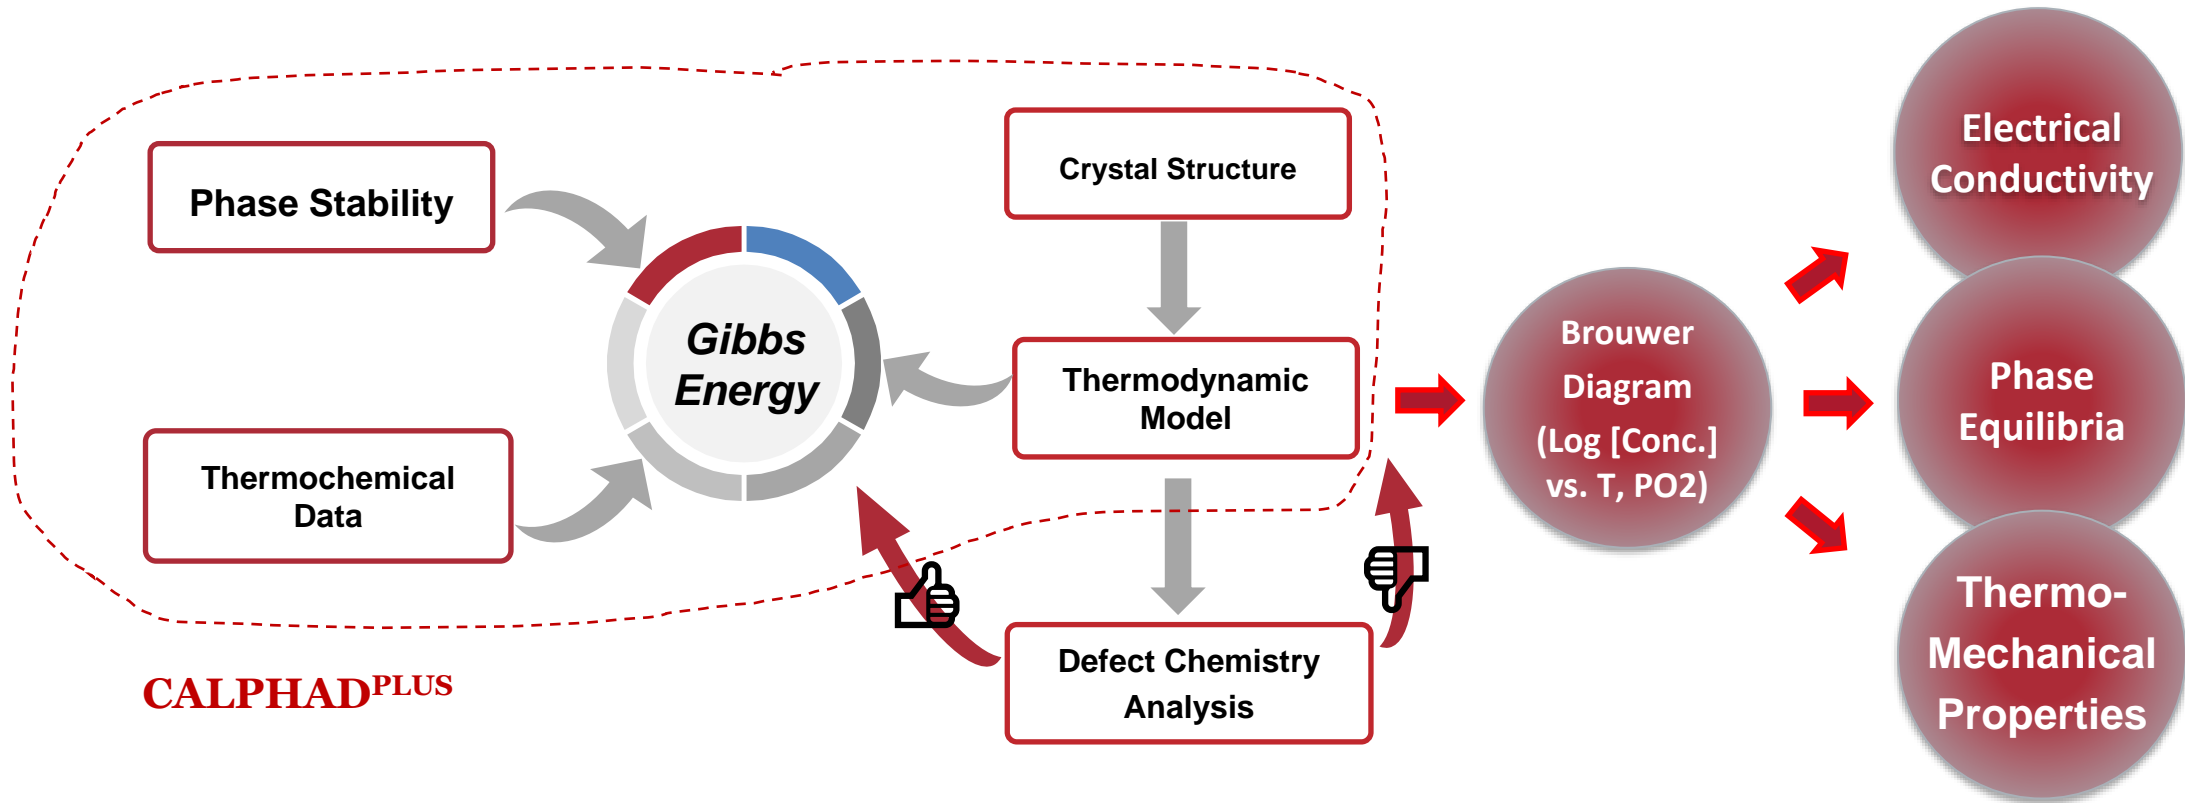 Phase Stability
Thermochemical
Data
CALPHADPLUS
Gibbs
Energy
Crystal Structure
Thermodynamic
Model
Defect Chemistry
Analysis
Brouwer
Diagram
(Log [Conc.]
vs. T, PO2)
Electrical
Conductivity
Phase
Equilibria
Thermo-
Mechanical
Properties